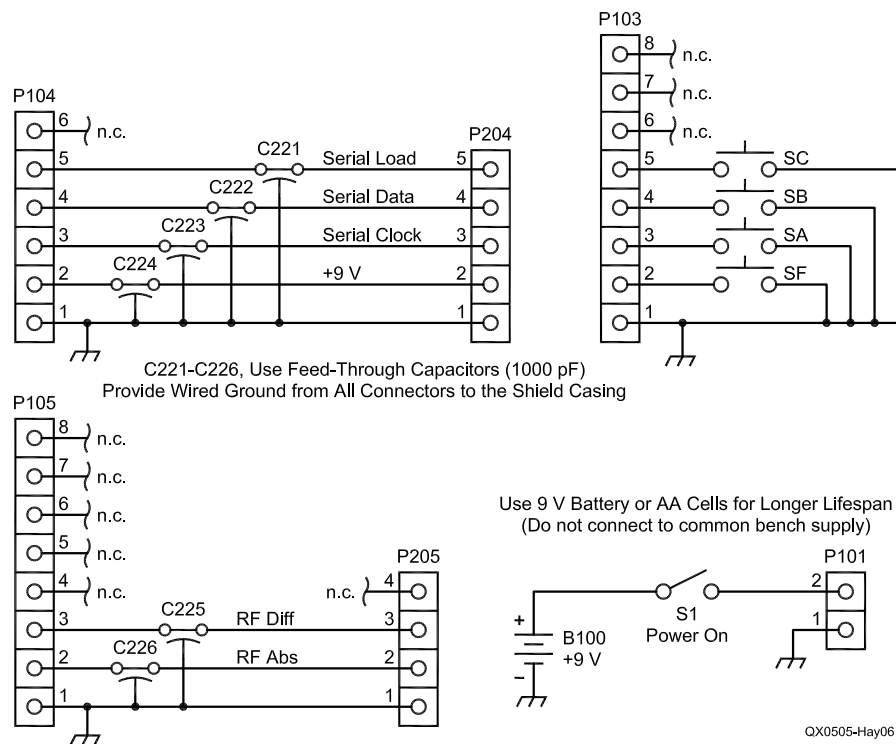 P104
6 n.c.
5 C221 Serial Load 5
4 C222 Serial Data 4
3 C223 Serial Clock 3
2 C224 +9 V 2
1 1
P204
P103
8 n.c.
7 n.c.
6 n.c.
5 SC
4 SB
3 SA
2 SF
1
C221-C226, Use Feed-Through Capacitors (1000 pF)
Provide Wired Ground from All Connectors to the Shield Casing
P105
8 n.c.
7 n.c.
6 n.c.
5 n.c.
4 n.c.
3 C225 RF Diff 3
2 C226 RF Abs 2
1 1
P205
n.c. 4
Use 9 V Battery or AA Cells for Longer Lifespan
(Do not connect to common bench supply)
P101
2
1
S1
Power On
+
B100
+9 V
–
QX0505-Hay06